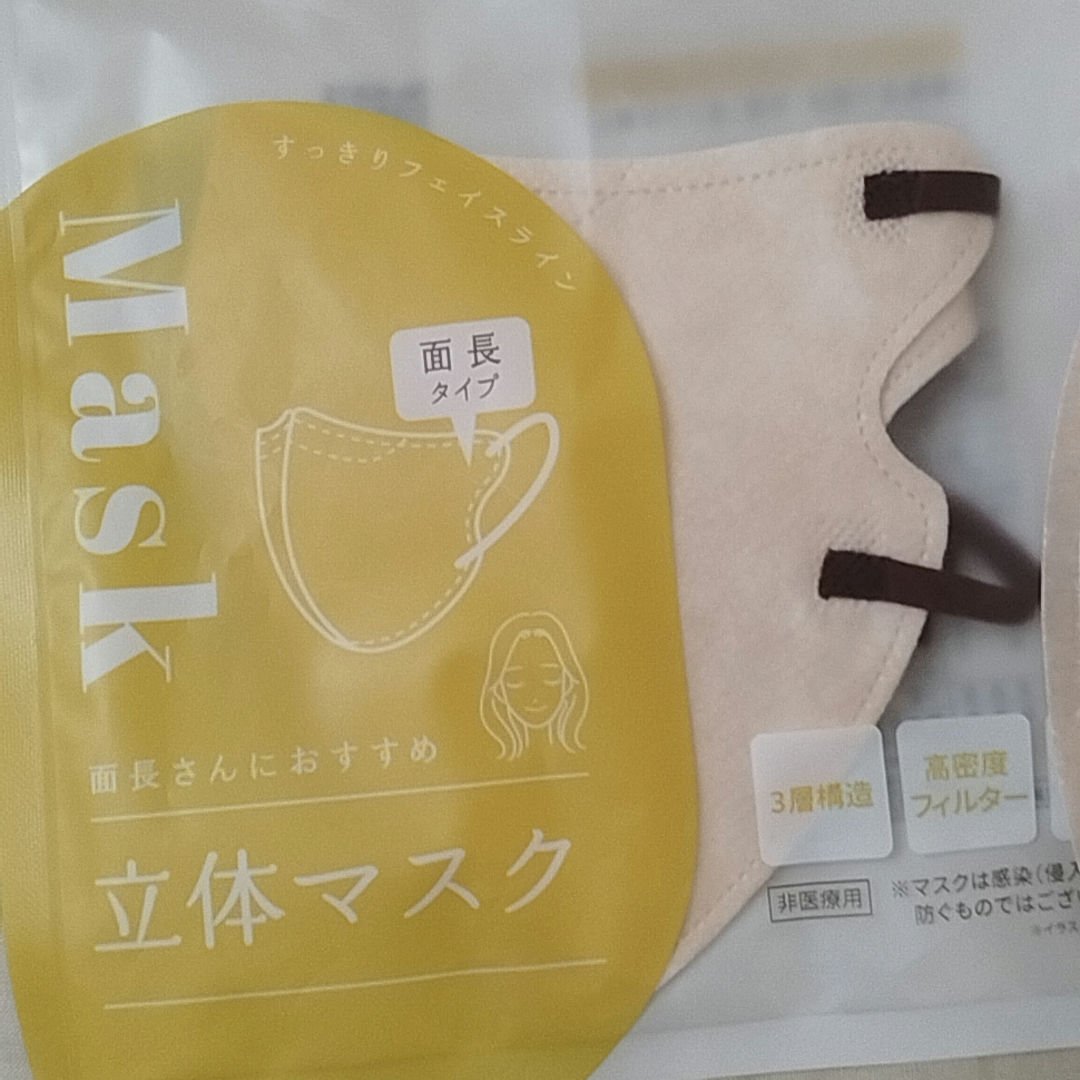 すっきりフェイスライン
Mask
面長
タイプ
面長さんにおすすめ
立体マスク
3層構造
高密度
フィルター
非医療用
※マスクは感染(侵入
防ぐものではござ
※イラス